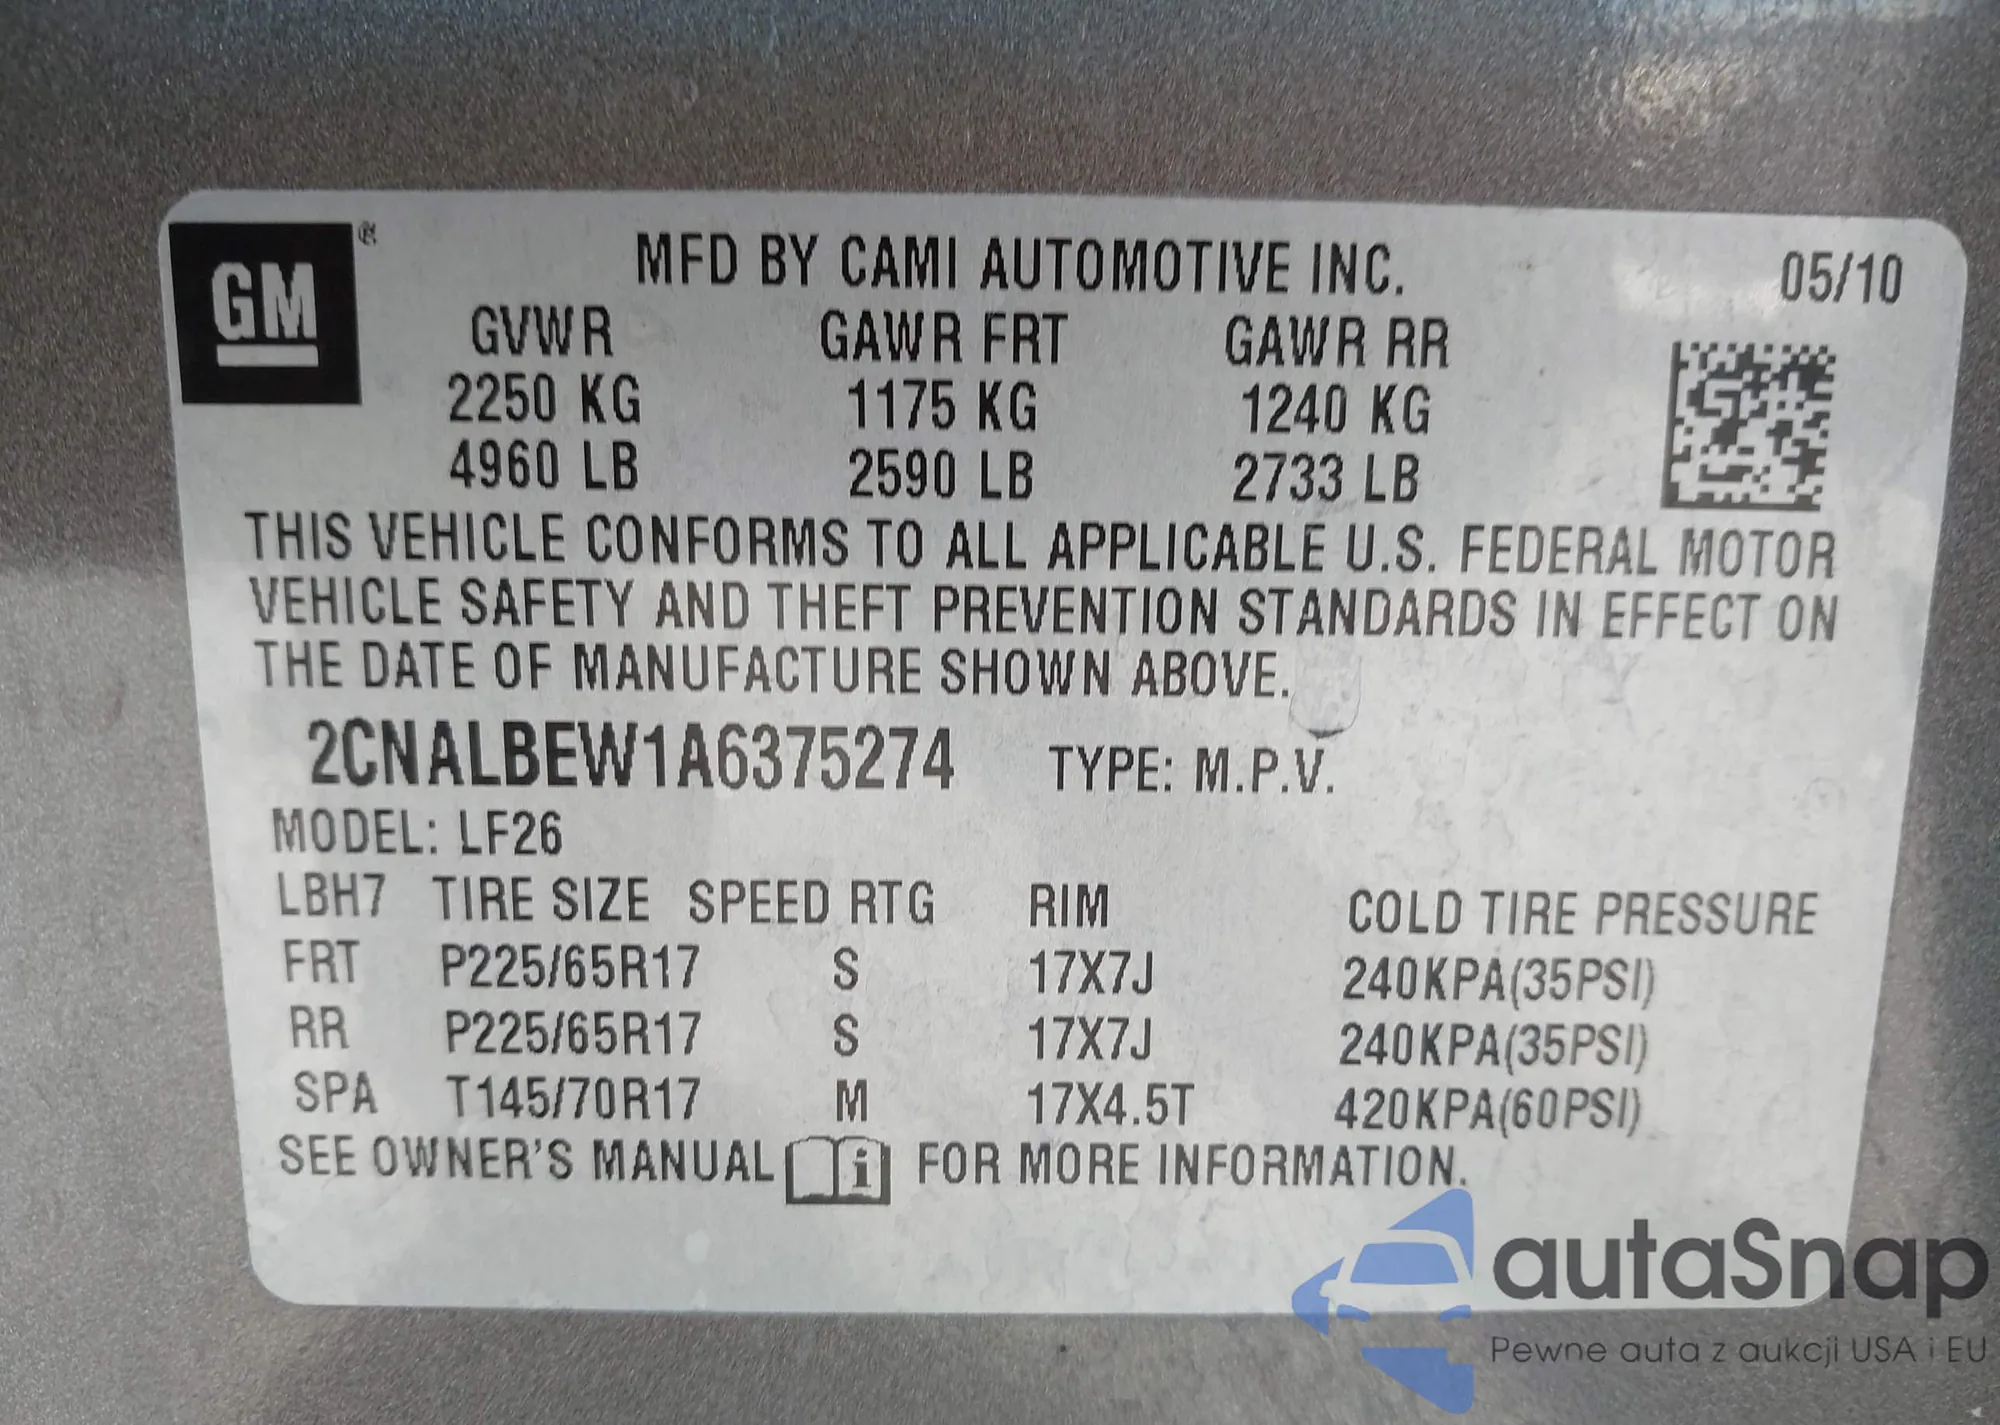 GM®
MFD BY CAMI AUTOMOTIVE INC. 05/10
GVWR GAWR FRT GAWR RR
2250 KG 1175 KG 1240 KG
4960 LB 2590 LB 2733 LB
THIS VEHICLE CONFORMS TO ALL APPLICABLE U.S. FEDERAL MOTOR
VEHICLE SAFETY AND THEFT PREVENTION STANDARDS IN EFFECT ON
THE DATE OF MANUFACTURE SHOWN ABOVE.
2CNALBEW1A6375274 TYPE: M.P.V.
MODEL: LF26
LBH7 TIRE SIZE SPEED RTG RIM COLD TIRE PRESSURE
FRT P225/65R17 S 17X7J 240KPA(35PSI)
RR P225/65R17 S 17X7J 240KPA(35PSI)
SPA T145/70R17 M 17X4.5T 420KPA(60PSI)
SEE OWNER'S MANUAL i FOR MORE INFORMATION.
autaSnap
Pewne auta z aukcji USA i EU